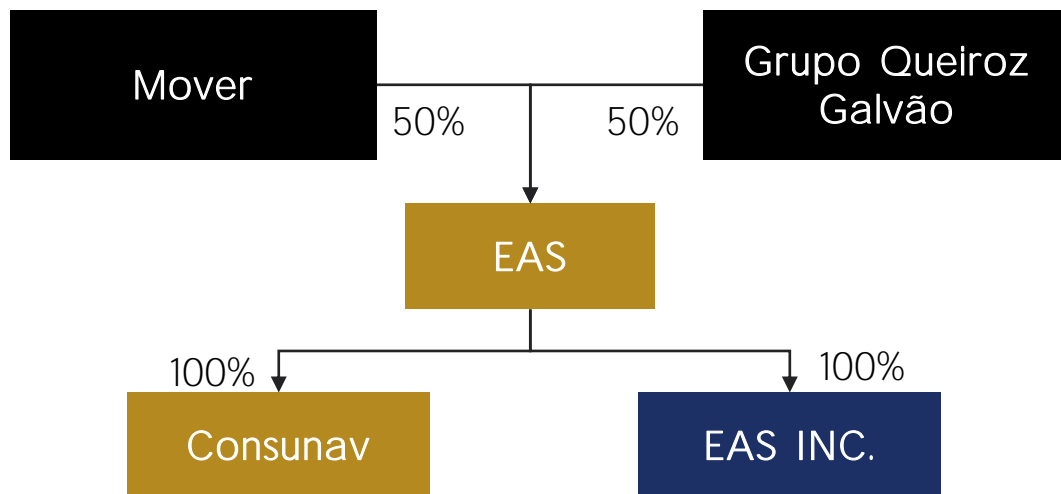 Mover
Grupo Queiroz
Galvão
50%
50%
EAS
100%
100%
Consunav
EAS INC.